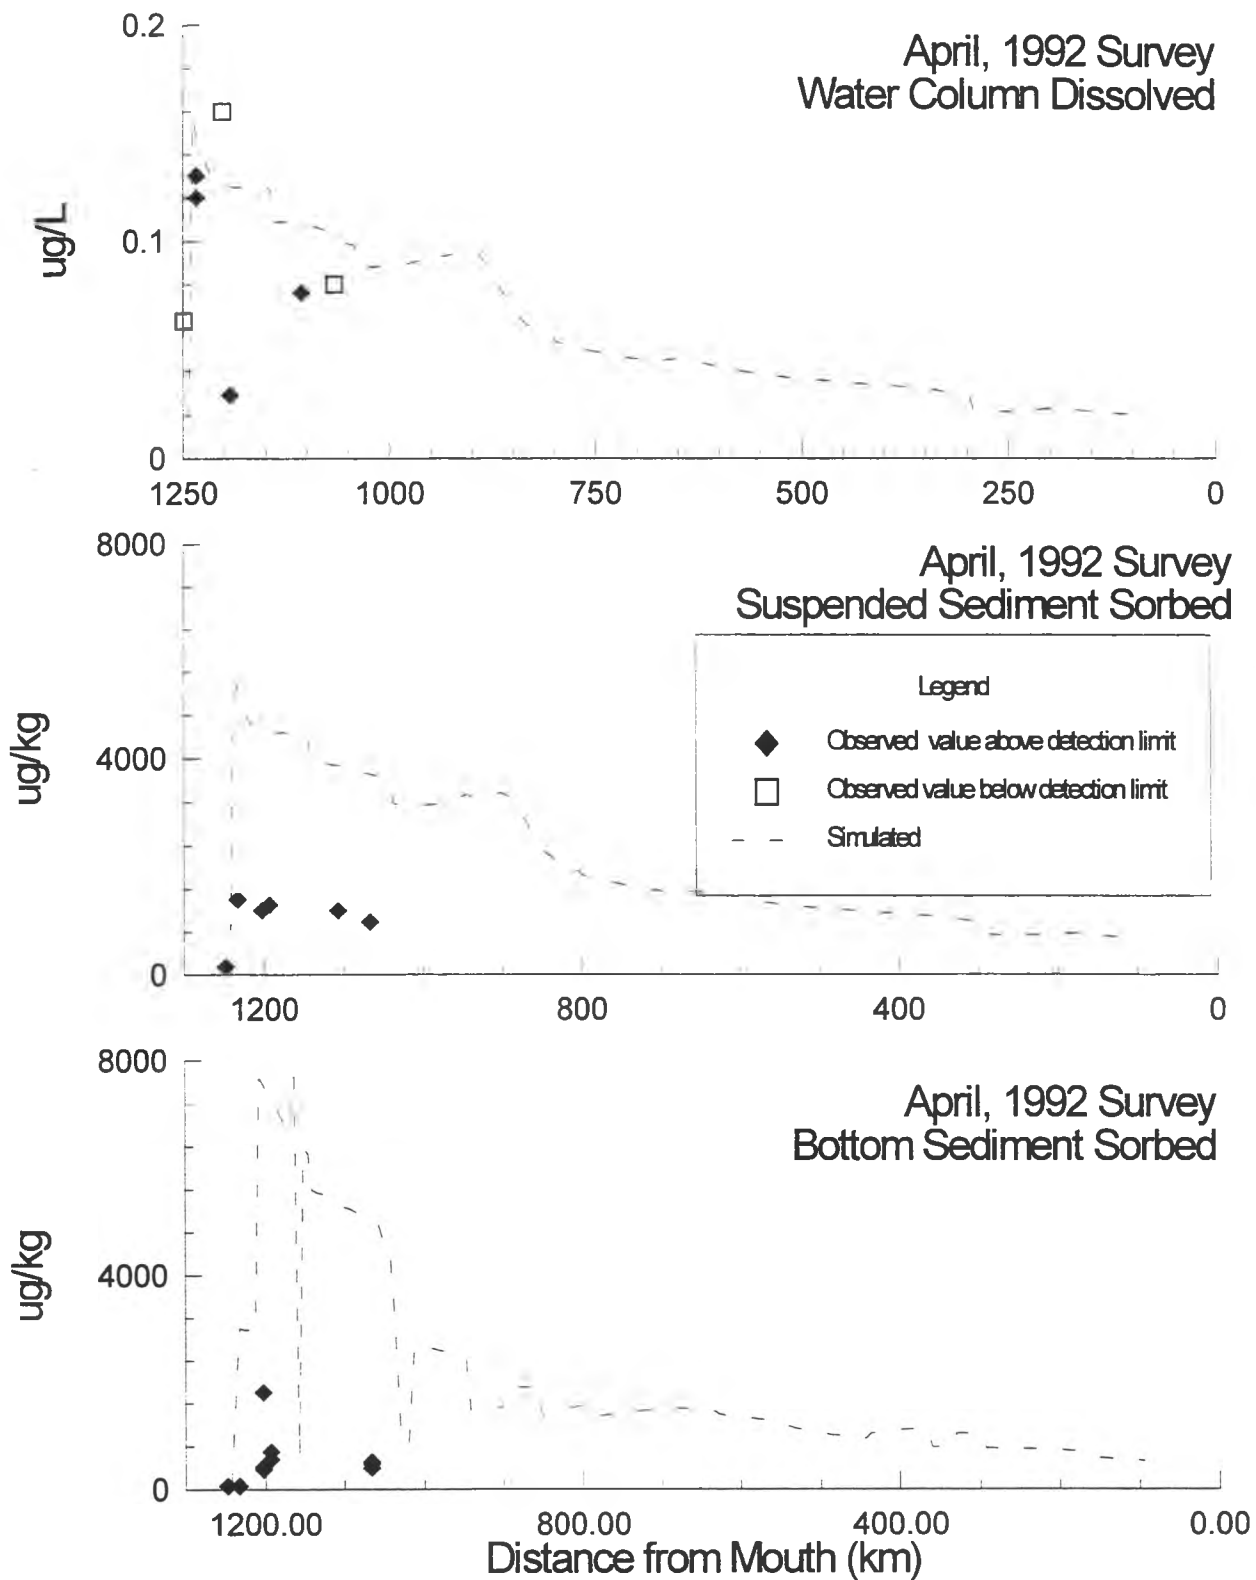 April, 1992 Survey
Water Column Dissolved
0.2
0.1
0
ug/L
1250
1000
750
500
250
0
April, 1992 Survey
Suspended Sediment Sorbed
8000
4000
0
ug/kg
Legend
Observed value above detection limit
Observed value below detection limit
Simulated
1200
800
400
0
April, 1992 Survey
Bottom Sediment Sorbed
8000
4000
0
ug/kg
1200.00
800.00
400.00
0.00
Distance from Mouth (km)